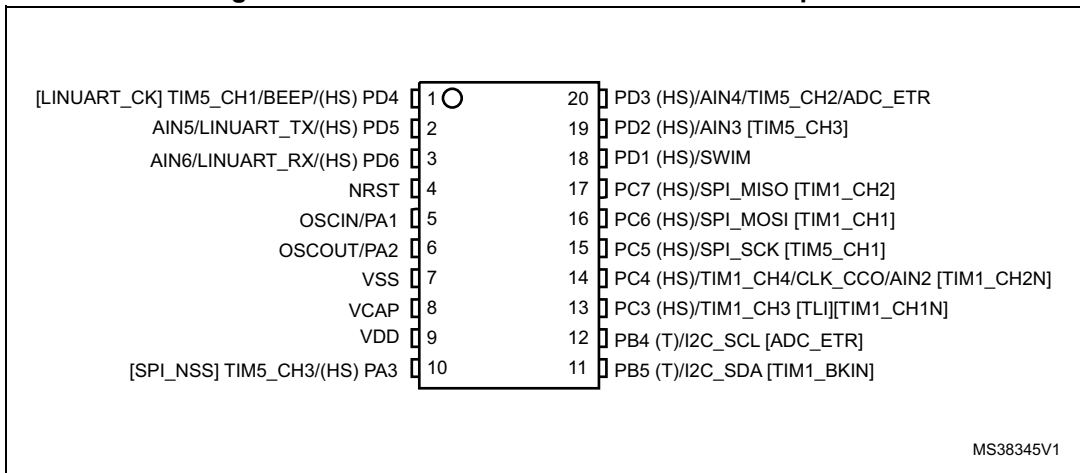 [LINUART_CK] TIM5_CH1/BEEP/(HS) PD4 1 20 PD3 (HS)/AIN4/TIM5_CH2/ADC_ETR
AIN5/LINUART_TX/(HS) PD5 2 19 PD2 (HS)/AIN3 [TIM5_CH3]
AIN6/LINUART_RX/(HS) PD6 3 18 PD1 (HS)/SWIM
NRST 4 17 PC7 (HS)/SPI_MISO [TIM1_CH2]
OSCIN/PA1 5 16 PC6 (HS)/SPI_MOSI [TIM1_CH1]
OSCOUT/PA2 6 15 PC5 (HS)/SPI_SCK [TIM5_CH1]
VSS 7 14 PC4 (HS)/TIM1_CH4/CLK_CCO/AIN2 [TIM1_CH2N]
VCAP 8 13 PC3 (HS)/TIM1_CH3 [TLI][TIM1_CH1N]
VDD 9 12 PB4 (T)/I2C_SCL [ADC_ETR]
[SPI_NSS] TIM5_CH3/(HS) PA3 10 11 PB5 (T)/I2C_SDA [TIM1_BKIN]
MS38345V1